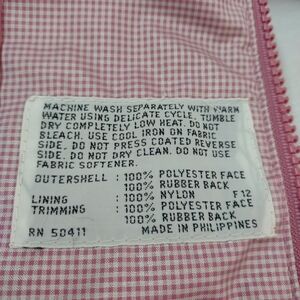 MACHINE WASH SEPARATELY WITH WARM
WATER USING DELICATE CYCLE. TUMBLE
DRY COMPLETELY LOW HEAT. DO NOT
BLEACH. USE COOL IRON ON FABRIC
SIDE. DO NOT PRESS COATED REVERSE
SIDE. DO NOT DRY CLEAN. DO NOT USE
FABRIC SOFTENER.
OUTERSHELL : 100% POLYESTER FACE
100% RUBBER BACK
LINING : 100% NYLON F12
TRIMMING : 100% POLYESTER FACE
100% RUBBER BACK
RN 50411 MADE IN PHILIPPINES